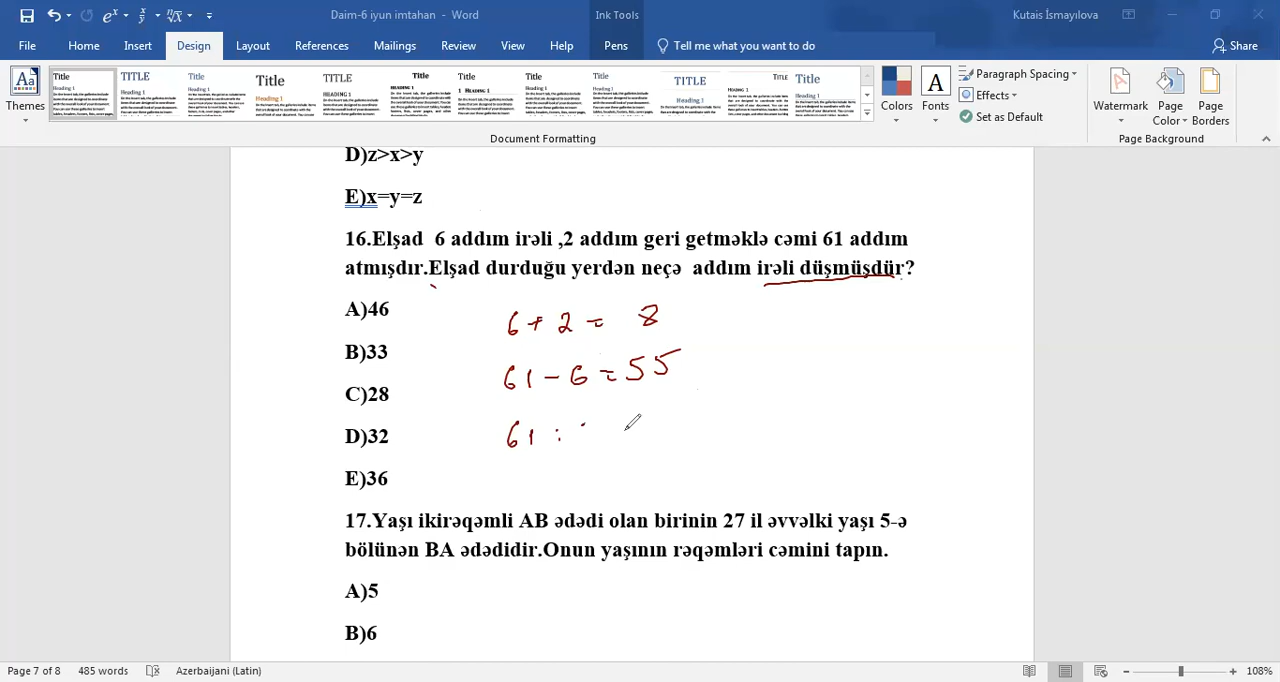 Daim-6 iyun imtahan - Word
Ink Tools
Kutais İsmayılova
File Home Insert Design Layout References Mailings Review View Help Pens Tell me what you want to do Share
Themes
Colors Fonts
Paragraph Spacing
Effects
Set as Default
Watermark Page Color Page Borders
Document Formatting
Page Background
D)z>x>y
E)x=y=z
16.Elşad 6 addım irəli ,2 addım geri getməklə cəmi 61 addım
atmışdır.Elşad durduğu yerdən neçə addım irəli düşmüşdür?
A)46
6 + 2 = 8
B)33
61 - 6 = 55
C)28
D)32
61 :
E)36
17.Yaşı ikirəqəmli AB ədədi olan birinin 27 il əvvəlki yaşı 5-ə
bölünən BA ədədidir.Onun yaşının rəqəmləri cəmini tapın.
A)5
B)6
Page 7 of 8 485 words Azerbaijani (Latin) 108%